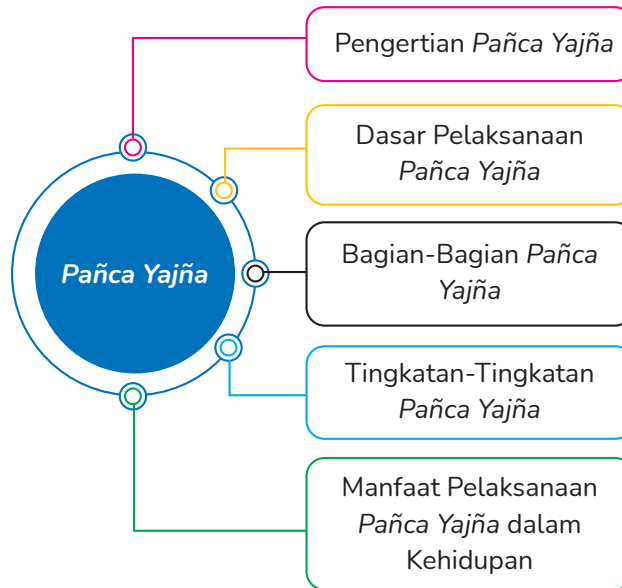 Pengertian Pañca Yajña
Dasar Pelaksanaan
Pañca Yajña
Bagian-Bagian Pañca
Yajña
Pañca Yajña
Tingkatan-Tingkatan
Pañca Yajña
Manfaat Pelaksanaan
Pañca Yajña dalam
Kehidupan